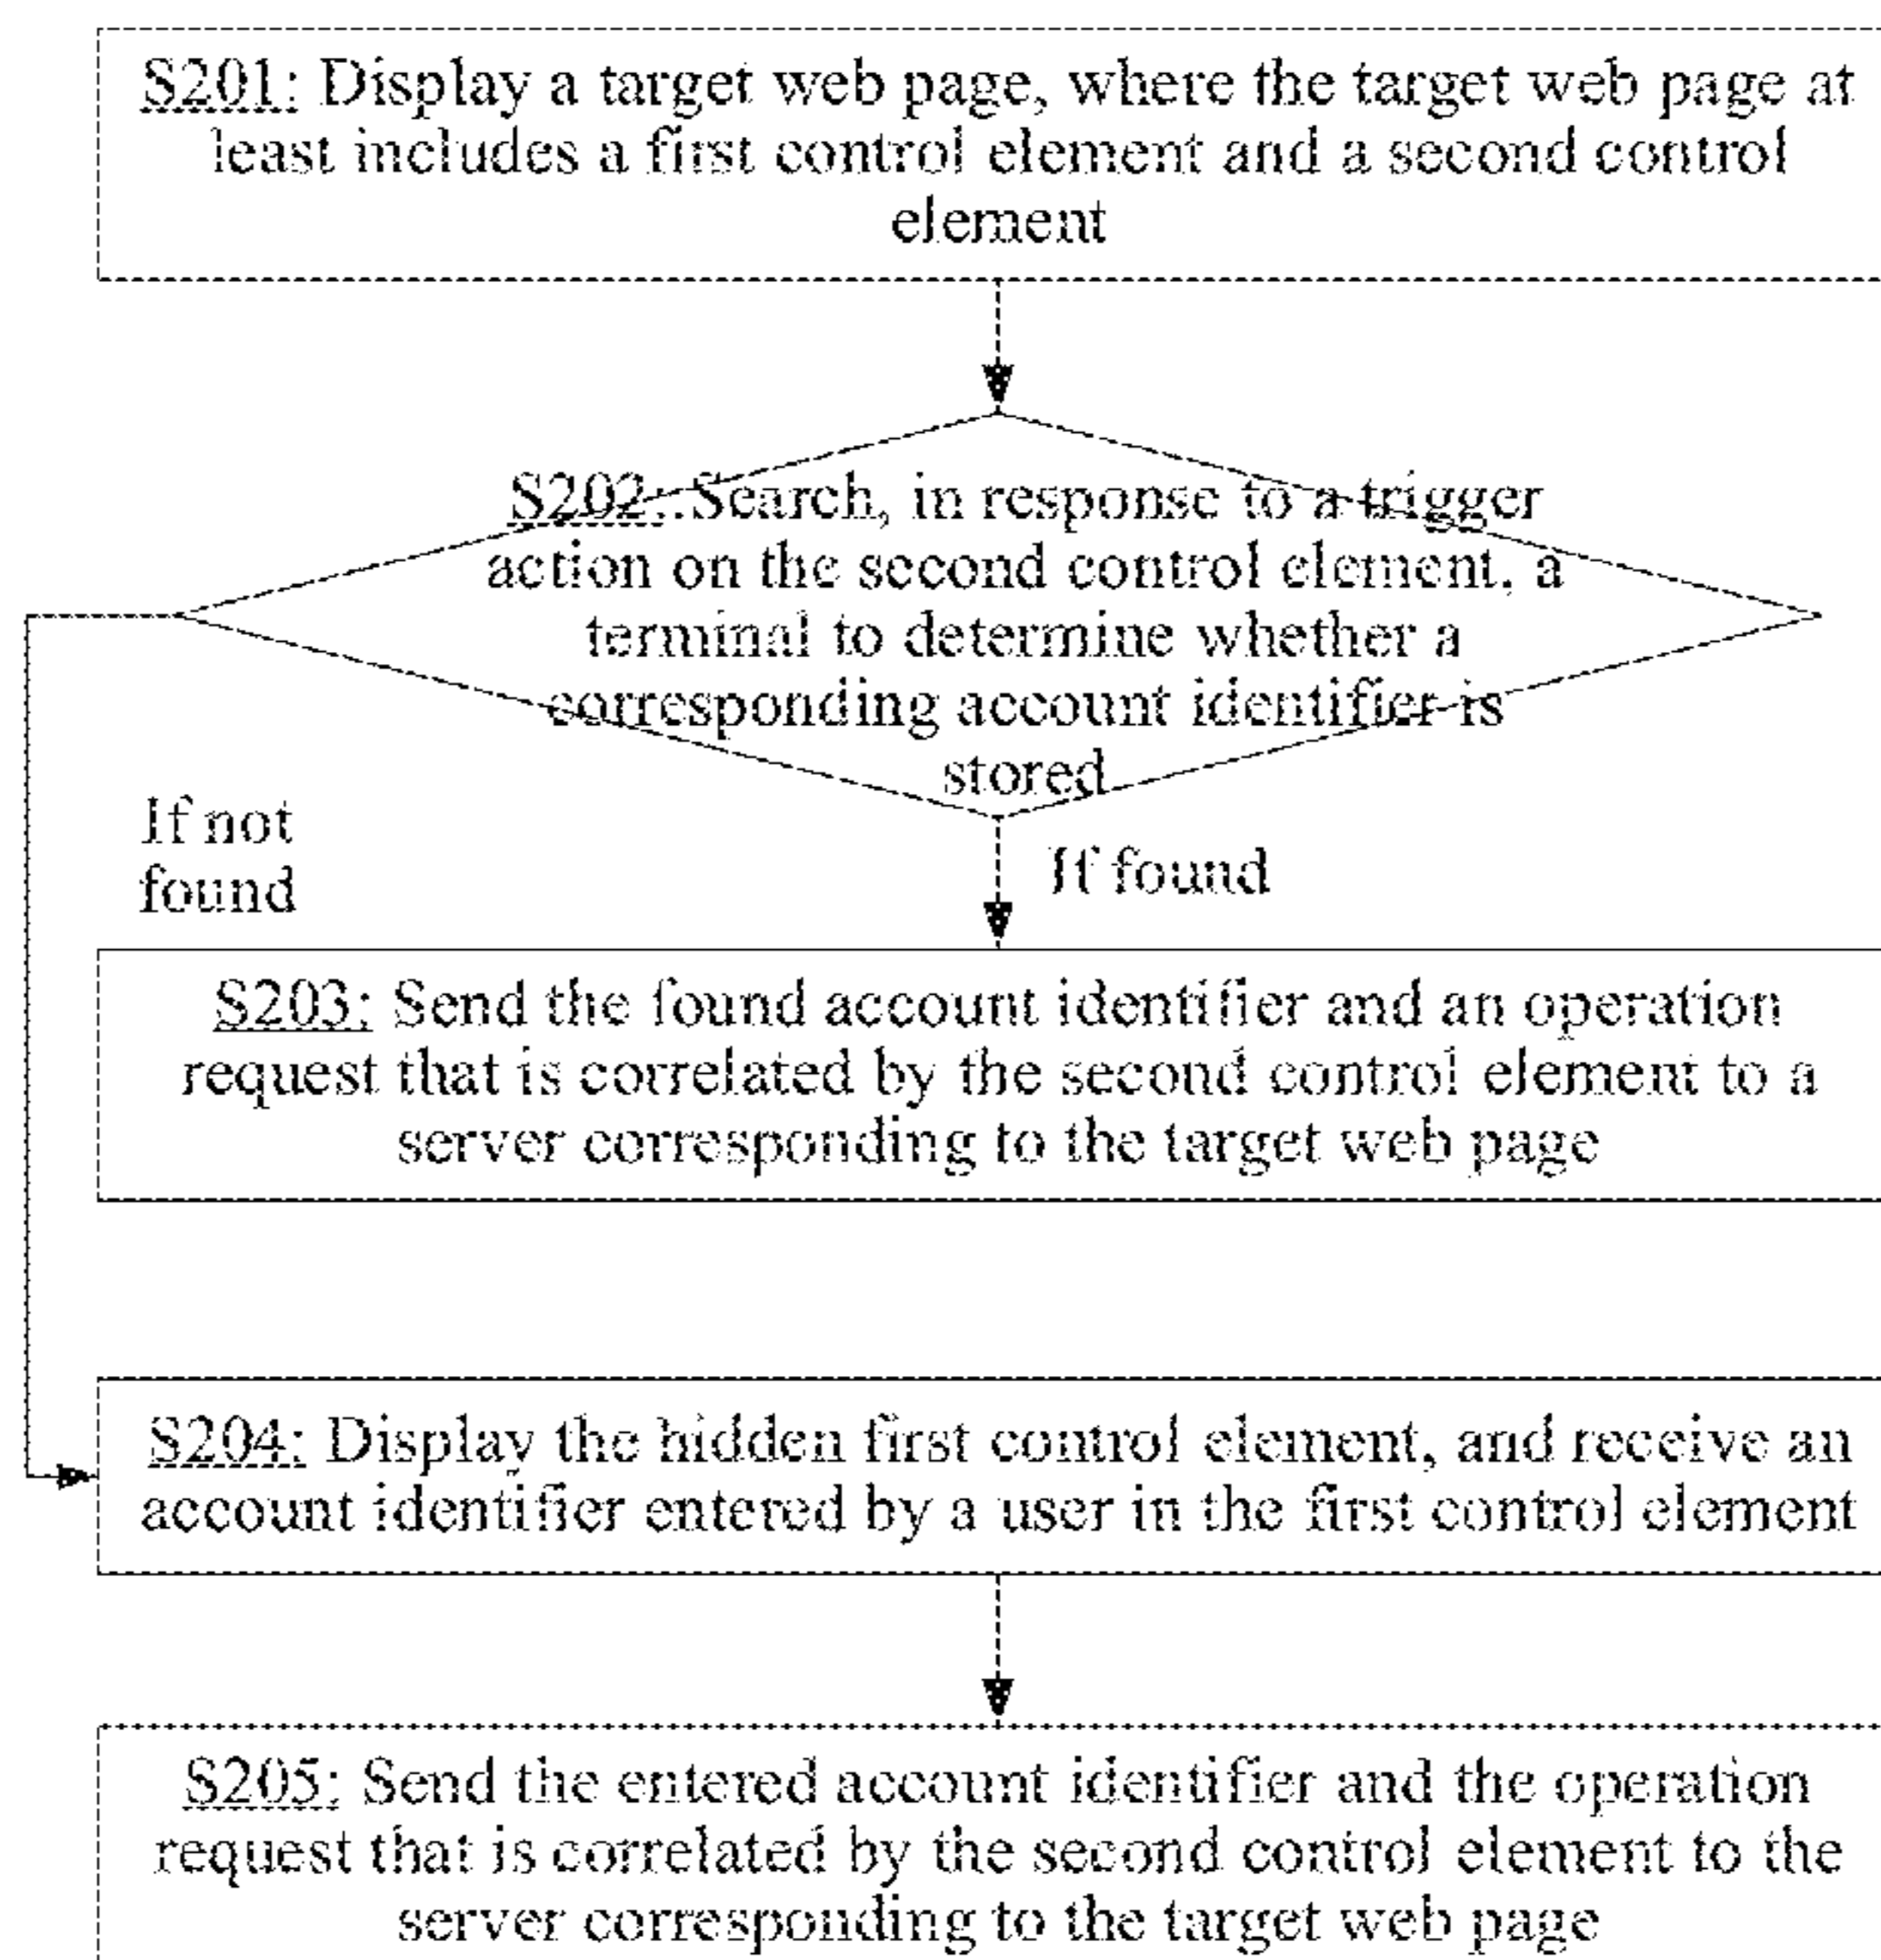 S201: Display a target web page, where the target web page at
least includes a first control element and a second control
element
S202: Search, in response to a trigger
action on the second control element, a
terminal to determine whether a
corresponding account identifier is
stored
If not
found
If found
S203: Send the found account identifier and an operation
request that is correlated by the second control element to a
server corresponding to the target web page
S204: Display the hidden first control element, and receive an
account identifier entered by a user in the first control element
S205: Send the entered account identifier and the operation
request that is correlated by the second control element to the
server corresponding to the target web page